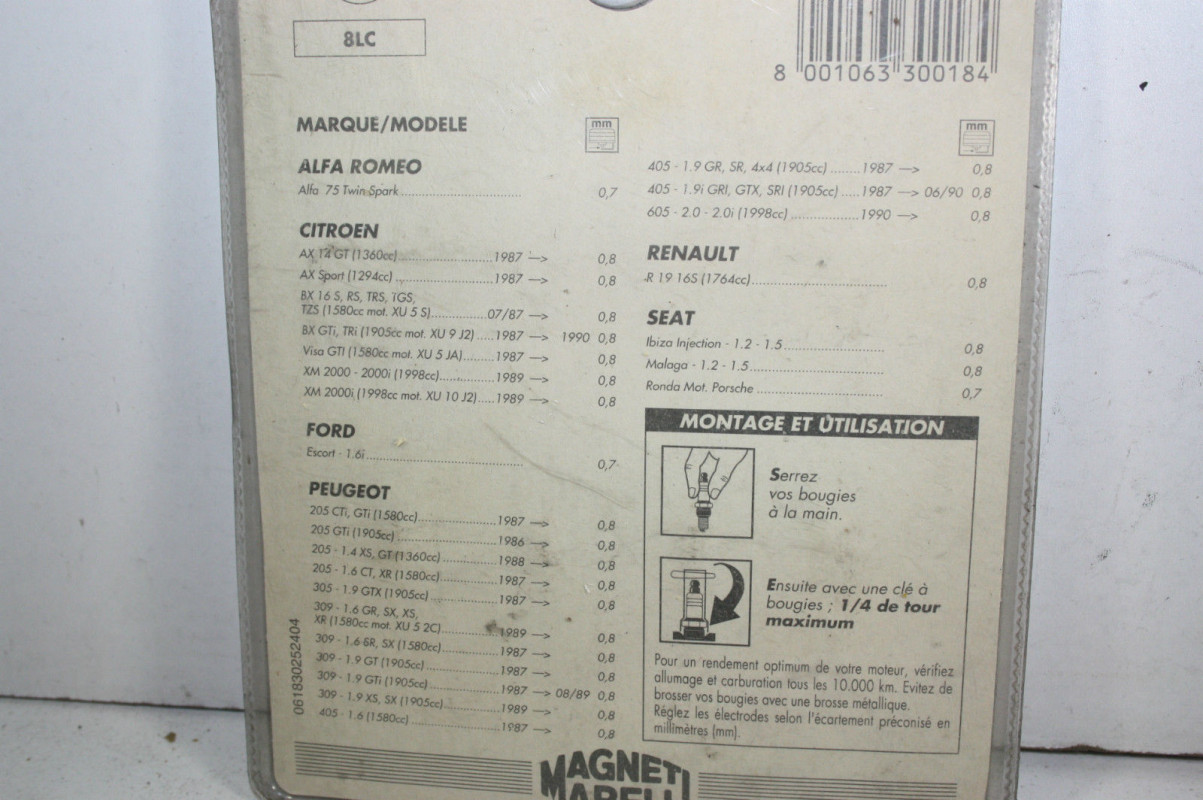 8LC
8 001063 300184
MARQUE/MODELE
mm
ALFA ROMEO
Alfa 75 Twin Spark 0,7
CITROEN
AX 14 GT (1360cc) 1987 → 0,8
AX Sport (1294cc) 1987 → 0,8
BX 16 S, RS, TRS, TGS,
TZS (1580cc mot. XU 5 S) 07/87 → 0,8
BX GTi, TRi (1905cc mot. XU 9 J2) 1987 → 1990 0,8
Visa GTI (1580cc mot. XU 5 JA) 1987 → 0,8
XM 2000 - 2000i (1998cc) 1989 → 0,8
XM 2000i (1998cc mot. XU 10 J2) 1989 → 0,8
FORD
Escort - 1.6i 0,7
PEUGEOT
205 CTi, GTi (1580cc) 1987 → 0,8
205 GTi (1905cc) 1986 → 0,8
205 - 1.4 XS, GT (1360cc) 1988 → 0,8
205 - 1.6 CT, XR (1580cc) 1987 → 0,8
305 - 1.9 GTX (1905cc) 1987 → 0,8
309 - 1.6 GR, SX, XS,
XR (1580cc mot. XU 5 2C) 1989 → 0,8
309 - 1.6 GR, SX (1580cc) 1987 → 0,8
309 - 1.9 GT (1905cc) 1987 → 0,8
309 - 1.9 GTi (1905cc) 1987 → 08/89 0,8
309 - 1.9 XS, SX (1905cc) 1989 → 0,8
405 - 1.6 (1580cc) 1987 → 0,8
061830252404
mm
405 - 1.9 GR, SR, 4x4 (1905cc) 1987 → 0,8
405 - 1.9i GRI, GTX, SRI (1905cc) 1987 → 06/90 0,8
605 - 2.0 - 2.0i (1998cc) 1990 → 0,8
RENAULT
R 19 16S (1764cc) 0,8
SEAT
Ibiza Injection - 1.2 - 1.5 0,8
Malaga - 1.2 - 1.5 0,8
Ronda Mot. Porsche 0,7
MONTAGE ET UTILISATION
Serrez
vos bougies
à la main.
Ensuite avec une clé à
bougies ; 1/4 de tour
maximum
Pour un rendement optimum de votre moteur, vérifiez
allumage et carburation tous les 10.000 km. Evitez de
brosser vos bougies avec une brosse métallique.
Réglez les électrodes selon l'écartement préconisé en
millimètres (mm).
MAGNETI
MARELLI